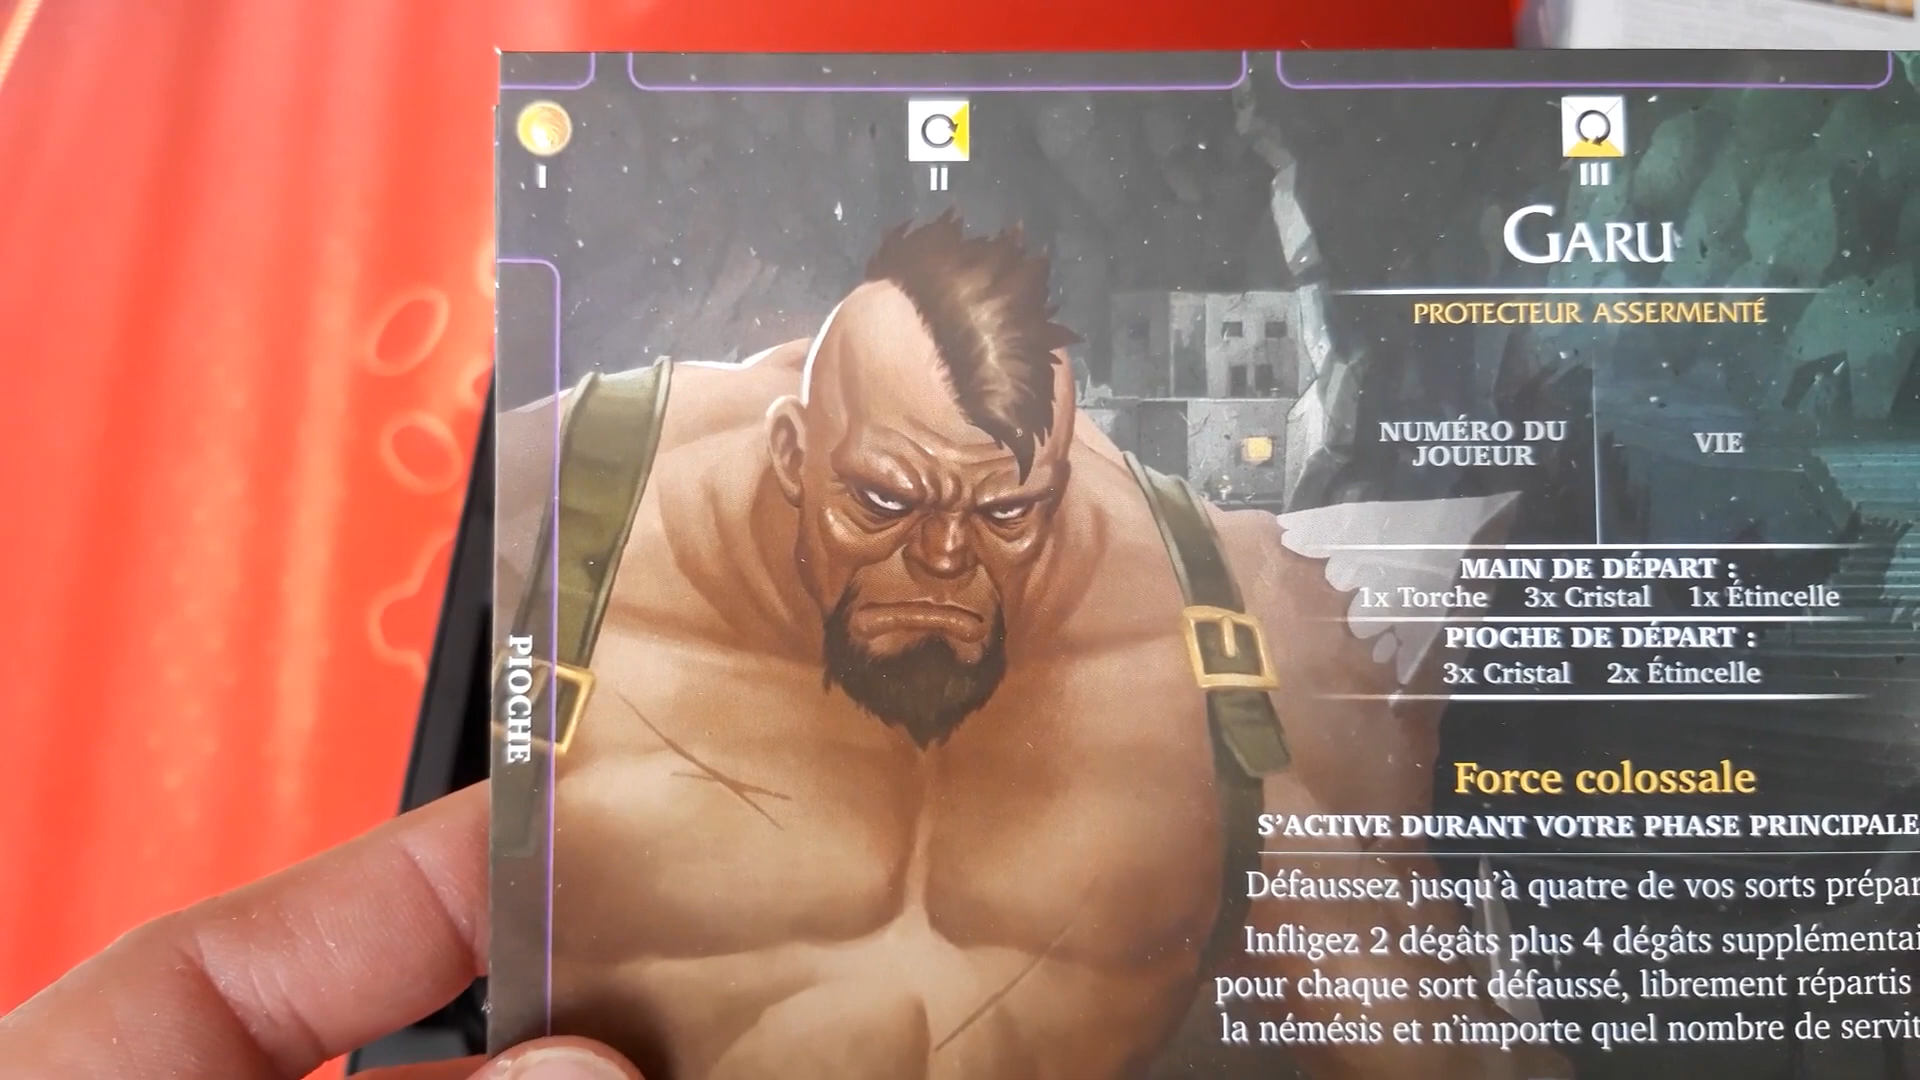 I
II
III
GARU
PROTECTEUR ASSERMENTÉ
NUMÉRO DU
JOUEUR
VIE
MAIN DE DÉPART :
1x Torche 3x Cristal 1x Étincelle
PIOCHE DE DÉPART :
3x Cristal 2x Étincelle
PIOCHE
Force colossale
S'ACTIVE DURANT VOTRE PHASE PRINCIPALE
Défaussez jusqu'à quatre de vos sorts
Infligez 2 dégâts plus 4 dégâts
pour chaque sort défaussé, librement répartis
la némésis et n'importe quel nombre de